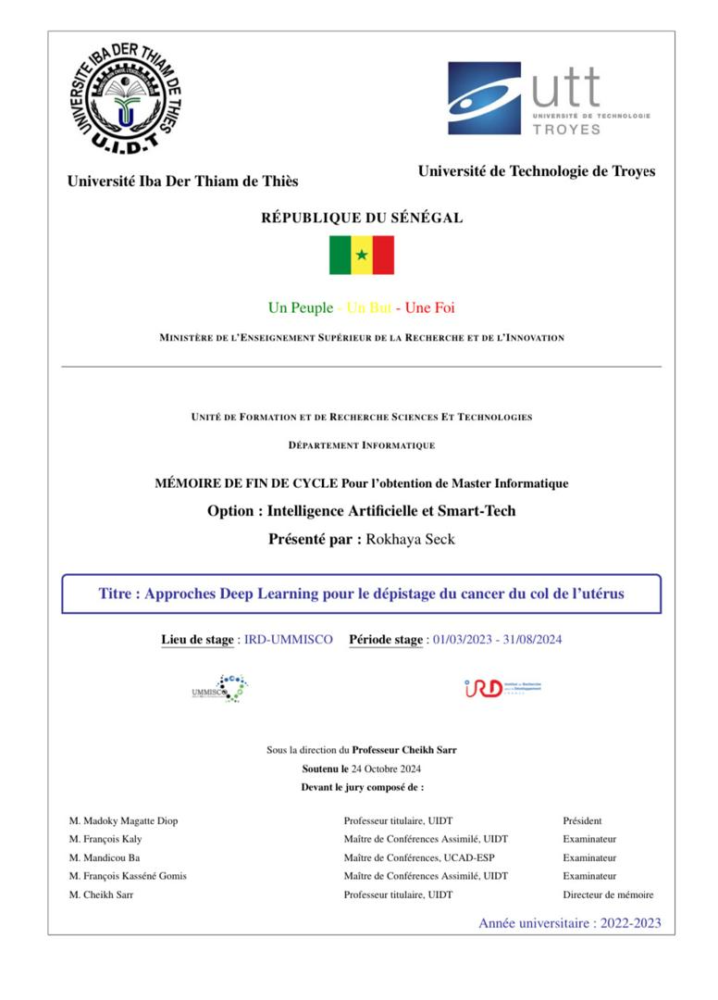 UNIVERSITE IBA DER THIAM DE THIES
U.I.D.T
utt
UNIVERSITÉ DE TECHNOLOGIE
TROYES
Université Iba Der Thiam de Thiès
Université de Technologie de Troyes
RÉPUBLIQUE DU SÉNÉGAL
Un Peuple - Un But - Une Foi
MINISTÈRE DE L'ENSEIGNEMENT SUPÉRIEUR DE LA RECHERCHE ET DE L'INNOVATION
UNITÉ DE FORMATION ET DE RECHERCHE SCIENCES ET TECHNOLOGIES
DÉPARTEMENT INFORMATIQUE
MÉMOIRE DE FIN DE CYCLE Pour l'obtention de Master Informatique
Option : Intelligence Artificielle et Smart-Tech
Présenté par : Rokhaya Seck
Titre : Approches Deep Learning pour le dépistage du cancer du col de l'utérus
Lieu de stage : IRD-UMMISCO Période stage : 01/03/2023 - 31/08/2024
UMMISCO
IRD
Institut de Recherche
pour le Développement
FRANCE
Sous la direction du Professeur Cheikh Sarr
Soutenu le 24 Octobre 2024
Devant le jury composé de :
M. Madoky Magatte Diop Professeur titulaire, UIDT Président
M. François Kaly Maître de Conférences Assimilé, UIDT Examinateur
M. Mandicou Ba Maître de Conférences, UCAD-ESP Examinateur
M. François Kasséné Gomis Maître de Conférences Assimilé, UIDT Examinateur
M. Cheikh Sarr Professeur titulaire, UIDT Directeur de mémoire
Année universitaire : 2022-2023